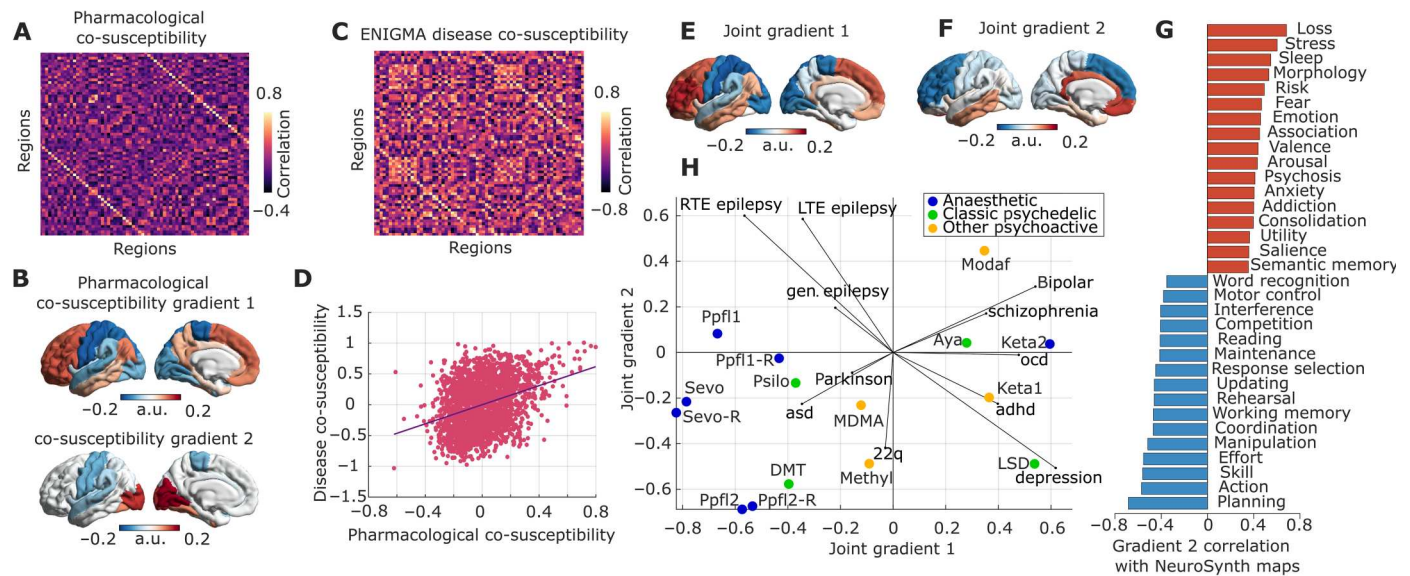 A
Pharmacological
co-susceptibility
Regions
Regions
0.8
−0.4
Correlation
B
Pharmacological
co-susceptibility gradient 1
−0.2
a.u.
0.2
co-susceptibility gradient 2
−0.2
a.u.
0.2
C
ENIGMA disease co-susceptibility
Regions
Regions
0.8
−0.8
Correlation
D
Disease co-susceptibility
1.5
1
0.5
0
−0.5
−1
−1.5
−0.8
−0.4
0
0.4
0.8
Pharmacological co-susceptibility
E
Joint gradient 1
−0.2
a.u.
0.2
F
Joint gradient 2
−0.2
a.u.
0.2
H
Anaesthetic
Classic psychedelic
Other psychoactive
Joint gradient 2
0.6
0.4
0.2
0
−0.2
−0.4
−0.6
RTE epilepsy
LTE epilepsy
Modaf
gen. epilepsy
Bipolar
schizophrenia
Ppfl1
Aya
Keta2
Ppfl1-R
ocd
Psilo
Parkinson
Sevo
Keta1
Sevo-R
asd
MDMA
adhd
22q
DMT
Methyl
LSD
depression
Ppfl2
Ppfl2-R
−0.8
−0.6
−0.4
−0.2
0
0.2
0.4
0.6
Joint gradient 1
G
Loss
Stress
Sleep
Morphology
Risk
Fear
Emotion
Association
Valence
Arousal
Psychosis
Anxiety
Addiction
Consolidation
Utility
Salience
Semantic memory
Word recognition
Motor control
Interference
Competition
Reading
Maintenance
Response selection
Updating
Rehearsal
Working memory
Coordination
Manipulation
Effort
Skill
Action
Planning
−0.8
−0.4
0
0.4
0.8
Gradient 2 correlation
with NeuroSynth maps